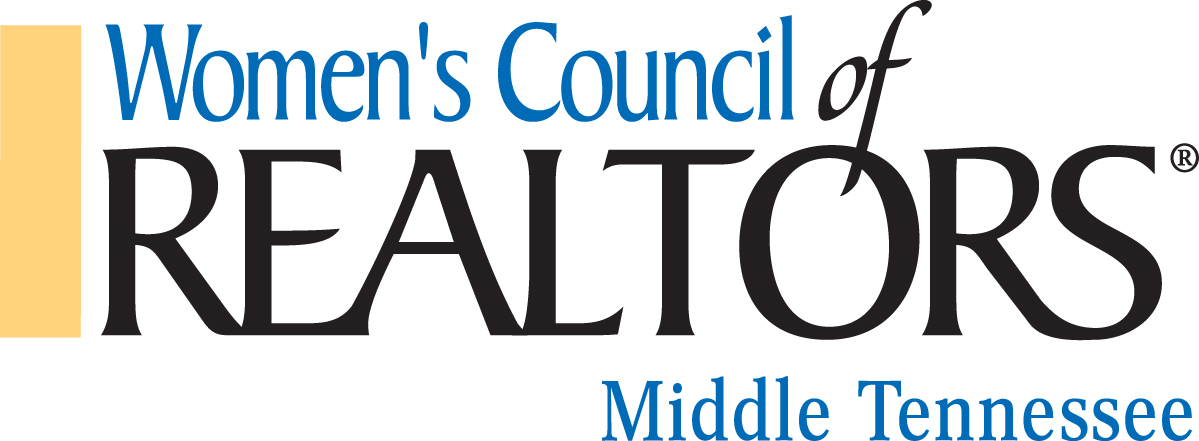 Women's Council of
REALTORS®
Middle Tennessee